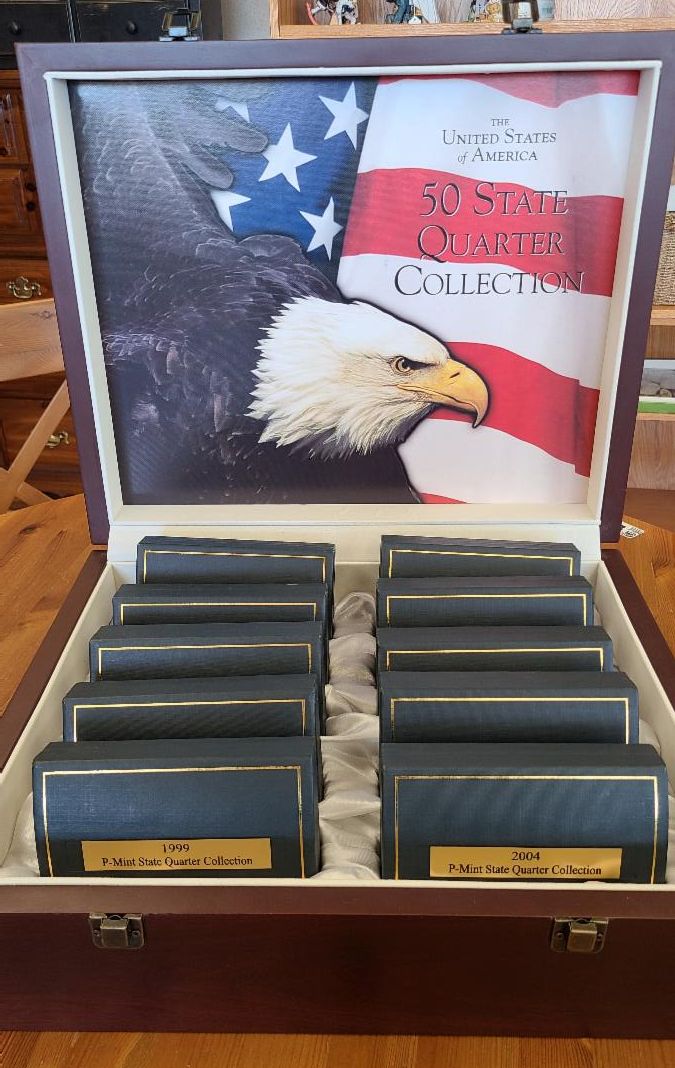 THE
UNITED STATES
of AMERICA
50 STATE
QUARTER
COLLECTION
1999
P-Mint State Quarter Collection
2004
P-Mint State Quarter Collection